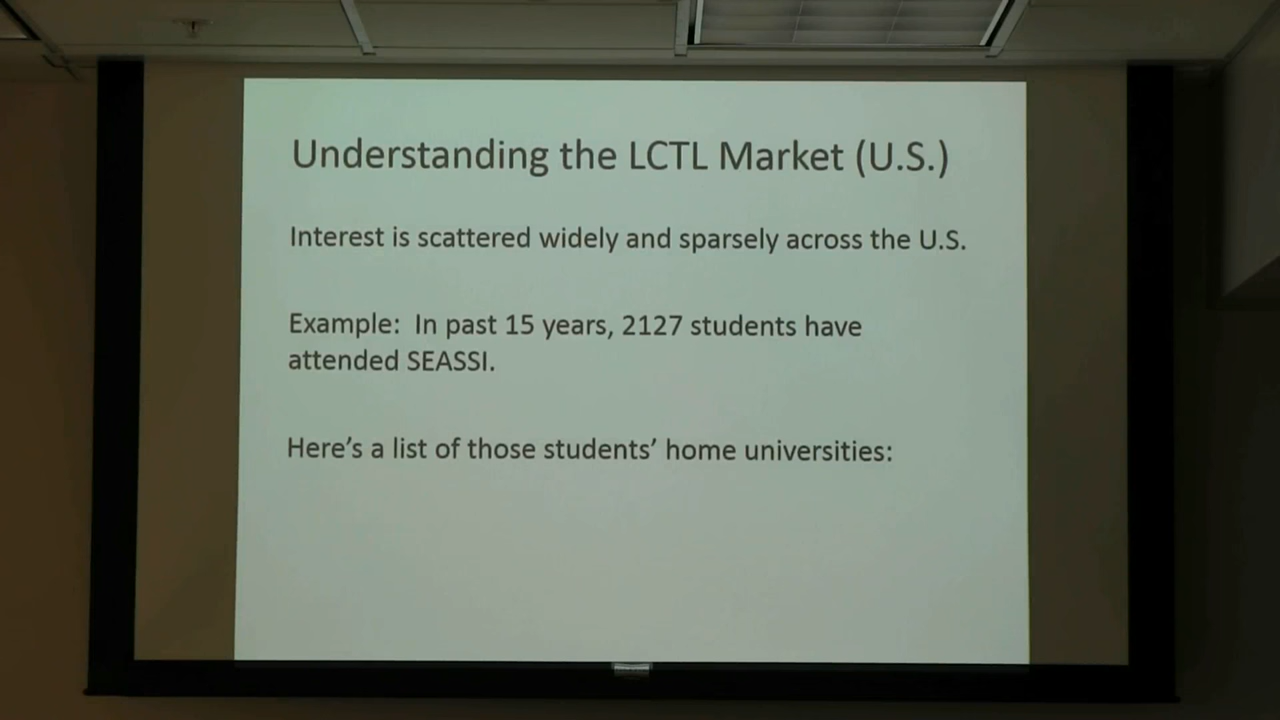 Understanding the LCTL Market (U.S.)
Interest is scattered widely and sparsely across the U.S.
Example:  In past 15 years, 2127 students have
attended SEASSI.
Here’s a list of those students’ home universities: